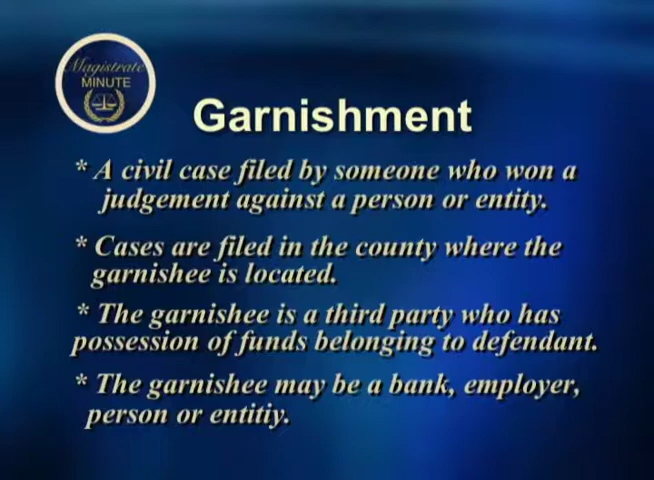 Magistrate
MINUTE
Garnishment
* A civil case filed by someone who won a
judgement against a person or entity.
* Cases are filed in the county where the
garnishee is located.
* The garnishee is a third party who has
possession of funds belonging to defendant.
* The garnishee may be a bank, employer,
person or entitiy.